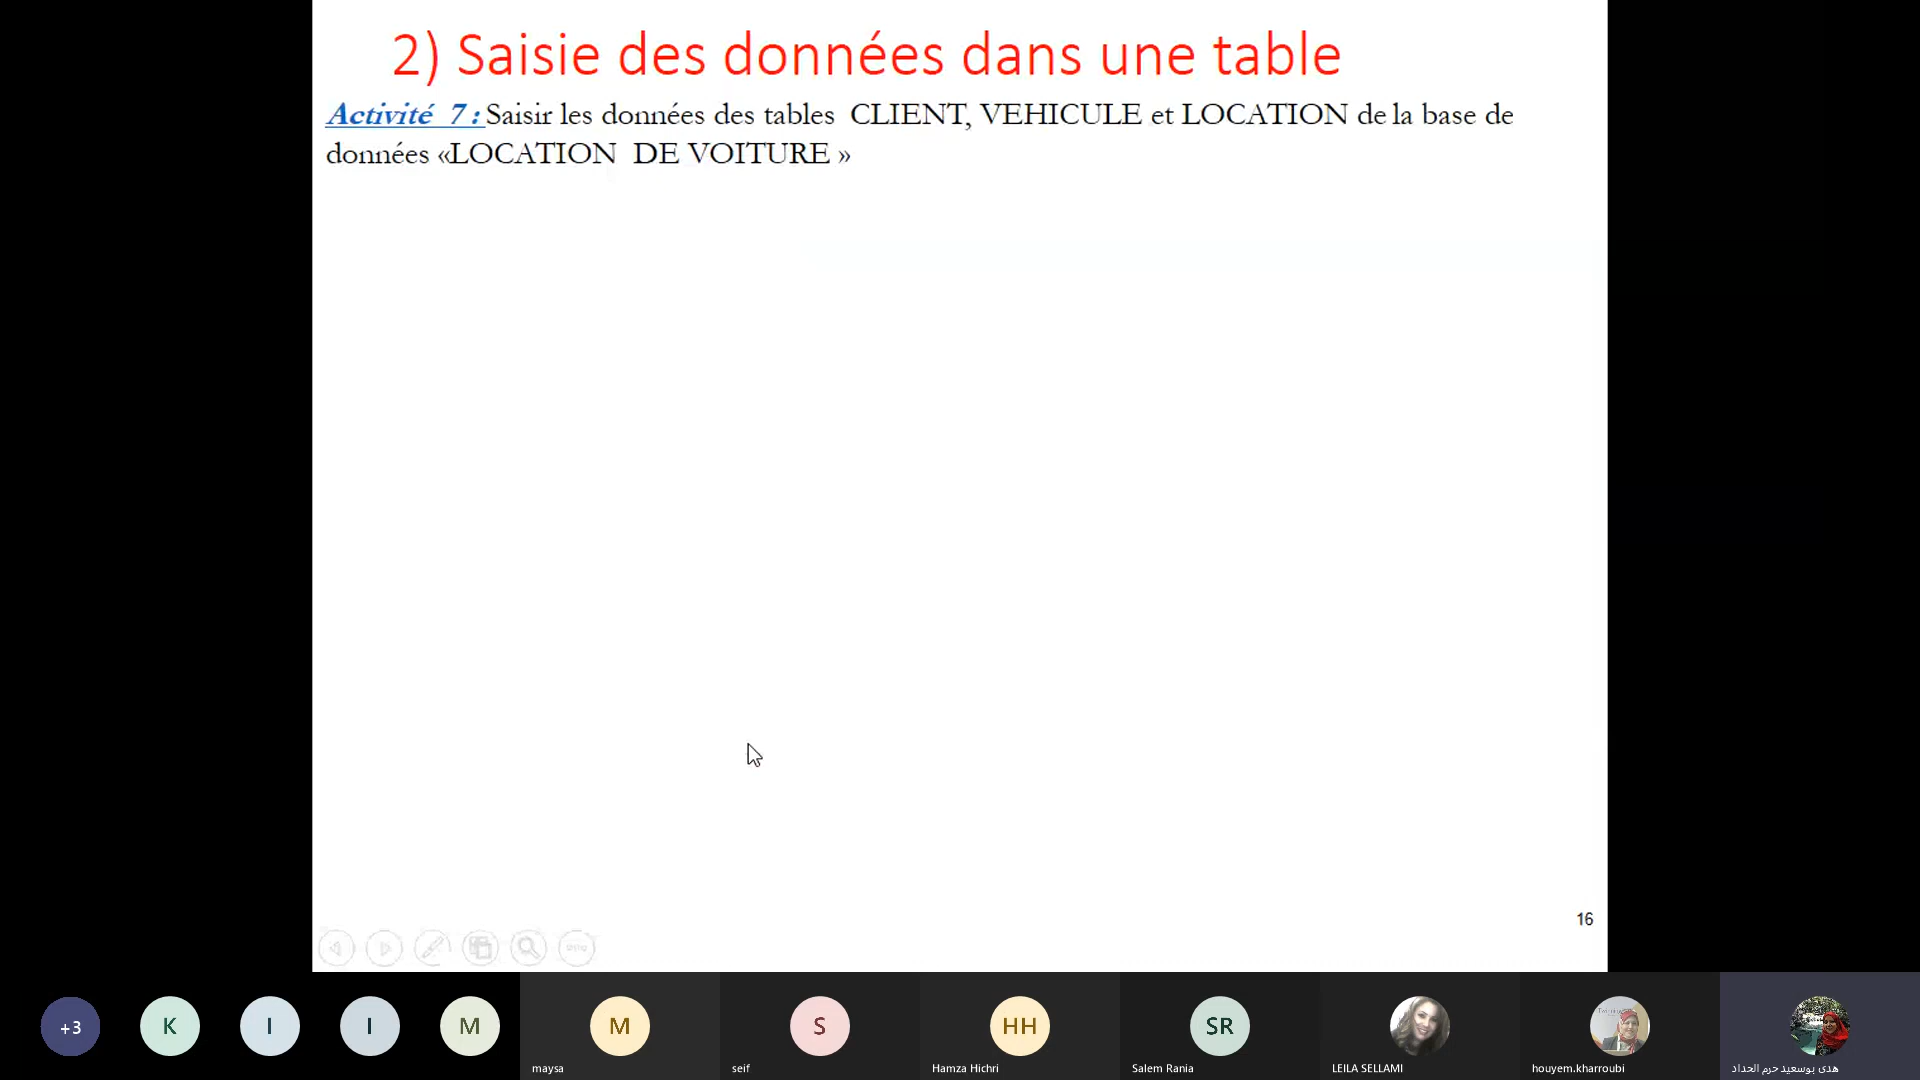 2) Saisie des données dans une table
Activité 7 : Saisir les données des tables CLIENT, VEHICULE et LOCATION de la base de
données «LOCATION DE VOITURE »
16
+3
K
I
I
M
M
S
HH
SR
maysa
seif
Hamza Hichri
Salem Rania
LEILA SELLAMI
houyem.kharroubi
هدى بوسعيد حرم الحداد